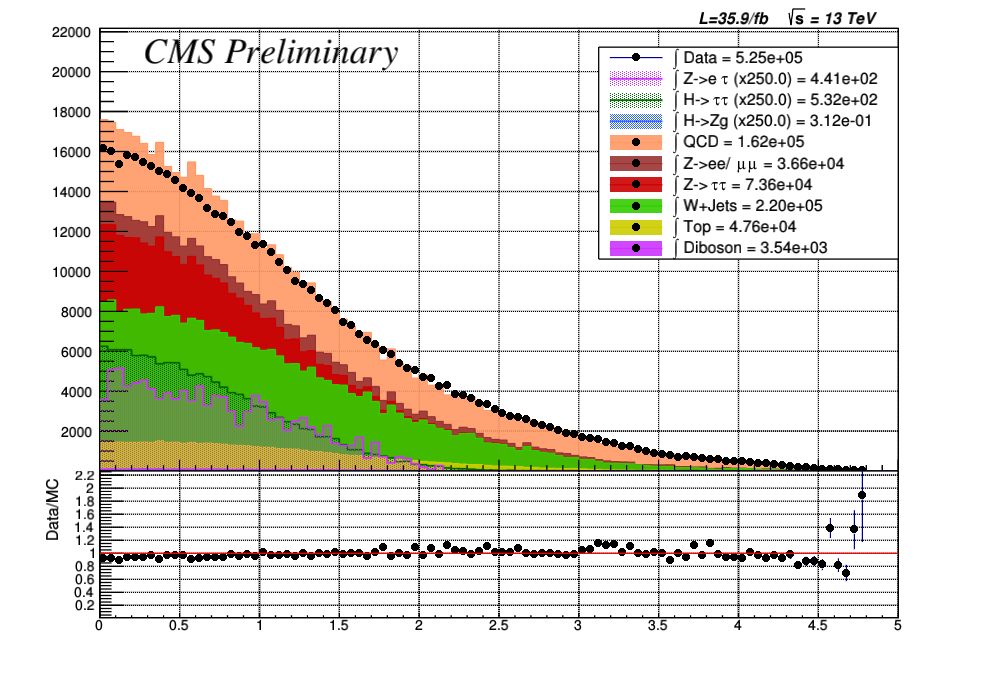 L=35.9/fb √s = 13 TeV
CMS Preliminary
∫ Data = 5.25e+05
∫ Z->e τ (x250.0) = 4.41e+02
∫ H-> ττ (x250.0) = 5.32e+02
∫ H->Zg (x250.0) = 3.12e-01
∫ QCD = 1.62e+05
∫ Z->ee/ μμ = 3.66e+04
∫ Z-> ττ = 7.36e+04
∫ W+Jets = 2.20e+05
∫ Top = 4.76e+04
∫ Diboson = 3.54e+03
22000
20000
18000
16000
14000
12000
10000
8000
6000
4000
2000
Data/MC
2.2
2
1.8
1.6
1.4
1.2
1
0.8
0.6
0.4
0.2
0 0.5 1 1.5 2 2.5 3 3.5 4 4.5 5